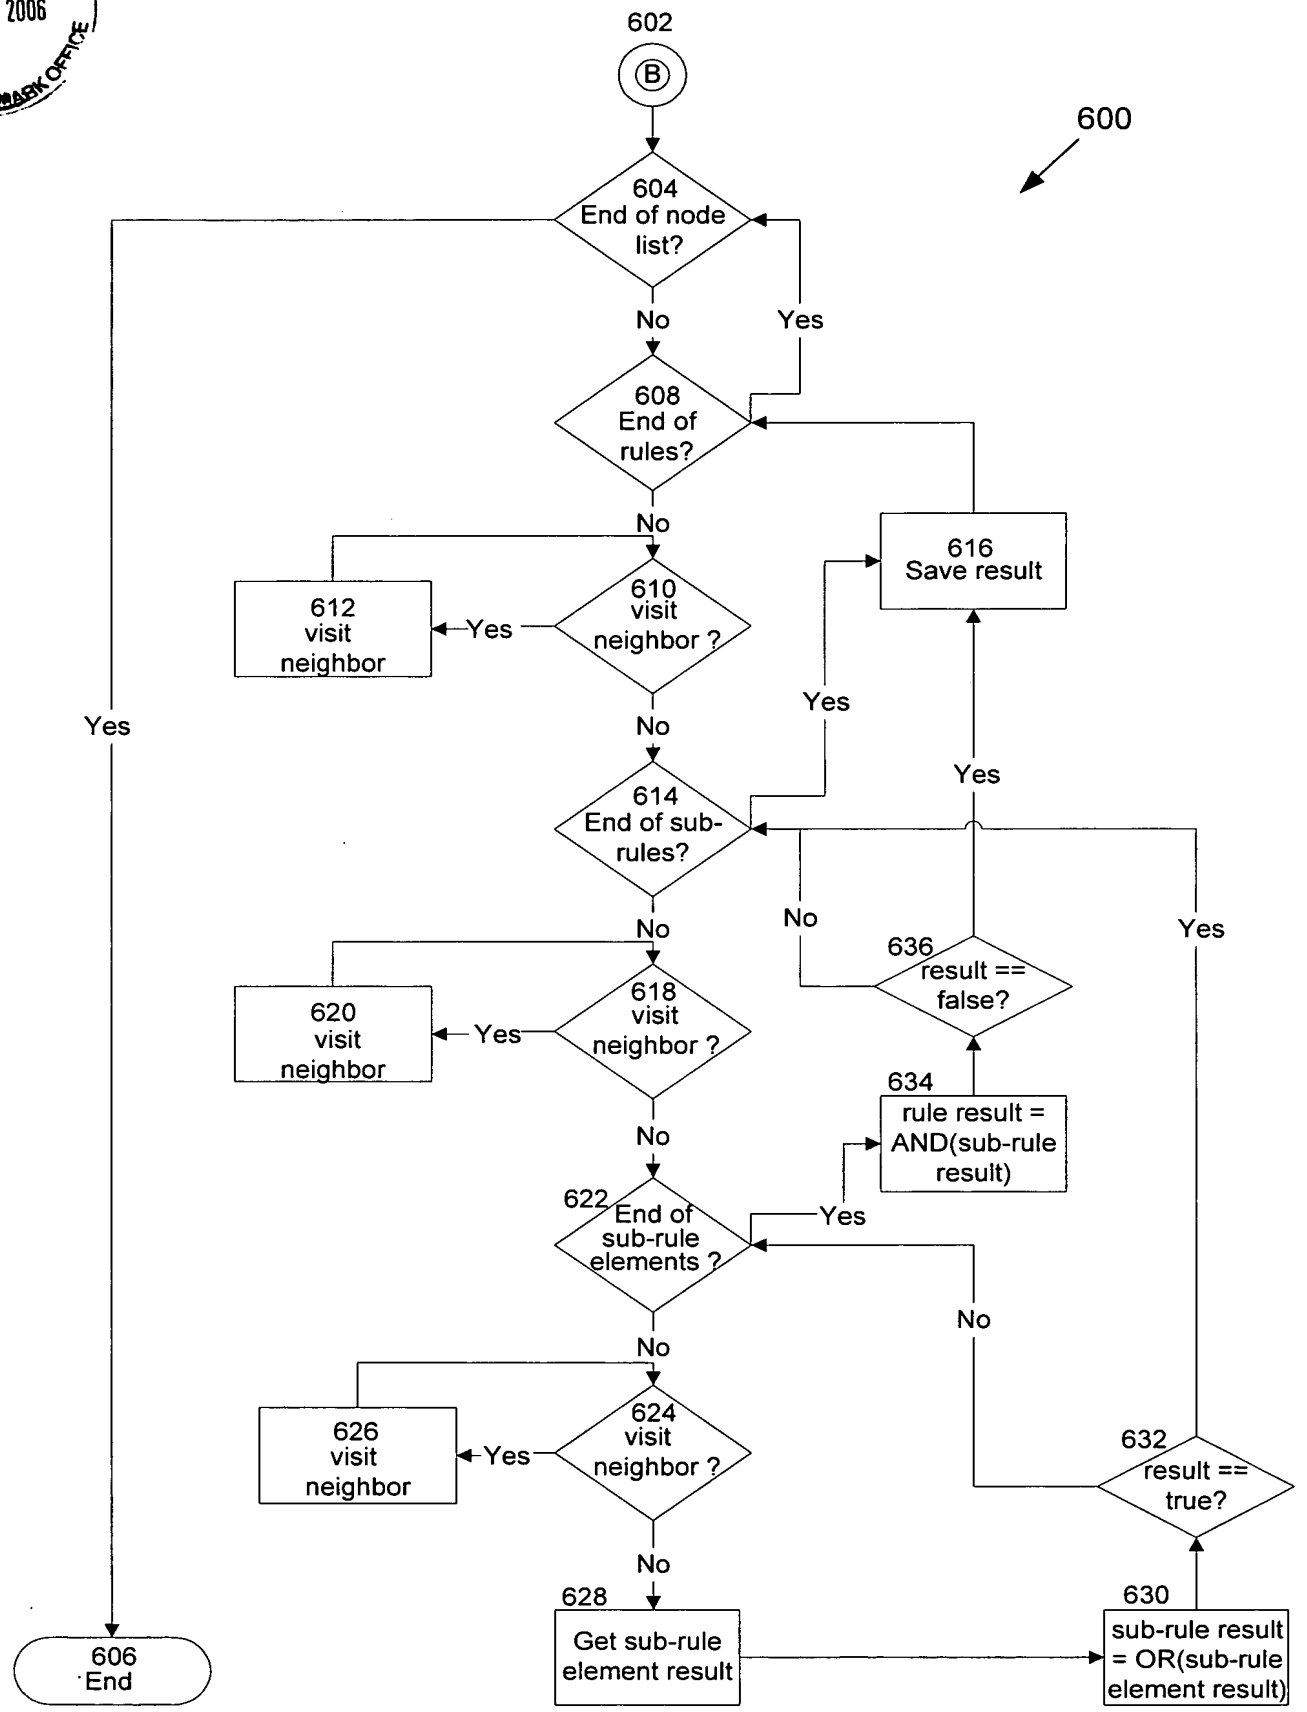 2006
MARK OFFICE
602
B
600
604
End of node
list?
No
Yes
608
End of
rules?
No
616
Save result
610
visit
neighbor ?
Yes
612
visit
neighbor
Yes
No
Yes
Yes
614
End of sub-
rules?
No
No
Yes
636
result ==
false?
618
visit
neighbor ?
Yes
620
visit
neighbor
634
rule result =
AND(sub-rule
result)
No
622
End of
sub-rule
elements ?
Yes
No
No
624
visit
neighbor ?
Yes
626
visit
neighbor
632
result ==
true?
No
628
Get sub-rule
element result
630
sub-rule result
= OR(sub-rule
element result)
606
End